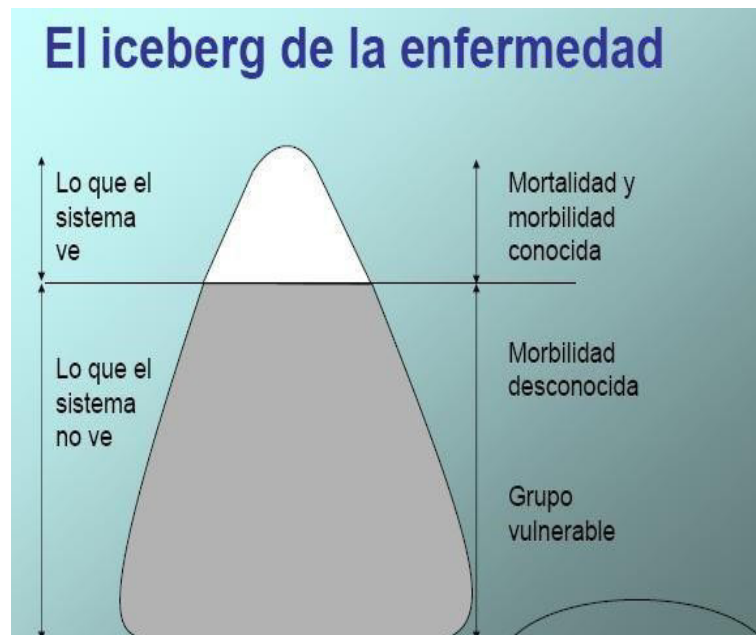 El iceberg de la enfermedad
Lo que el
sistema
ve
Mortalidad y
morbilidad
conocida
Lo que el
sistema
no ve
Morbilidad
desconocida
Grupo
vulnerable